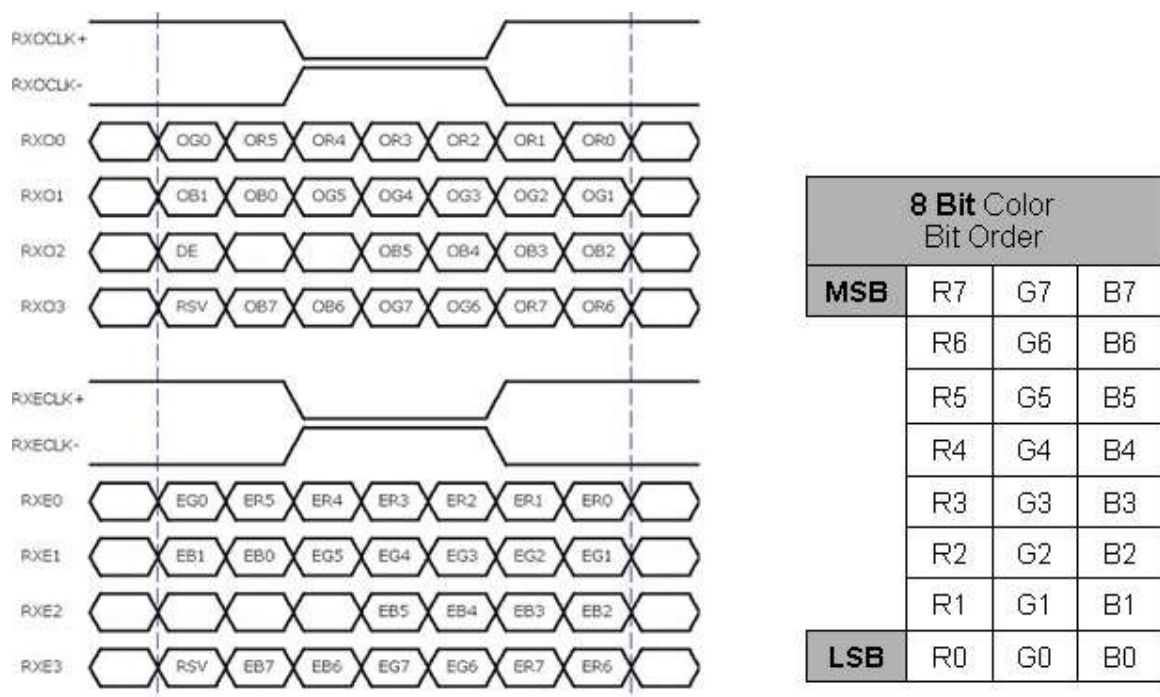 RXOCLK+
RXOCLK-
RXO0 OG0 OR5 OR4 OR3 OR2 OR1 OR0
RXO1 OB1 OB0 OG5 OG4 OG3 OG2 OG1
RXO2 DE OB5 OB4 OB3 OB2
RXO3 RSV OB7 OB6 OG7 OG6 OR7 OR6
RXECLK+
RXECLK-
RXE0 EG0 ER5 ER4 ER3 ER2 ER1 ER0
RXE1 EB1 EB0 EG5 EG4 EG3 EG2 EG1
RXE2 EB5 EB4 EB3 EB2
RXE3 RSV EB7 EB6 EG7 EG6 ER7 ER6
8 Bit Color
Bit Order
MSB R7 G7 B7
R6 G6 B6
R5 G5 B5
R4 G4 B4
R3 G3 B3
R2 G2 B2
R1 G1 B1
LSB R0 G0 B0